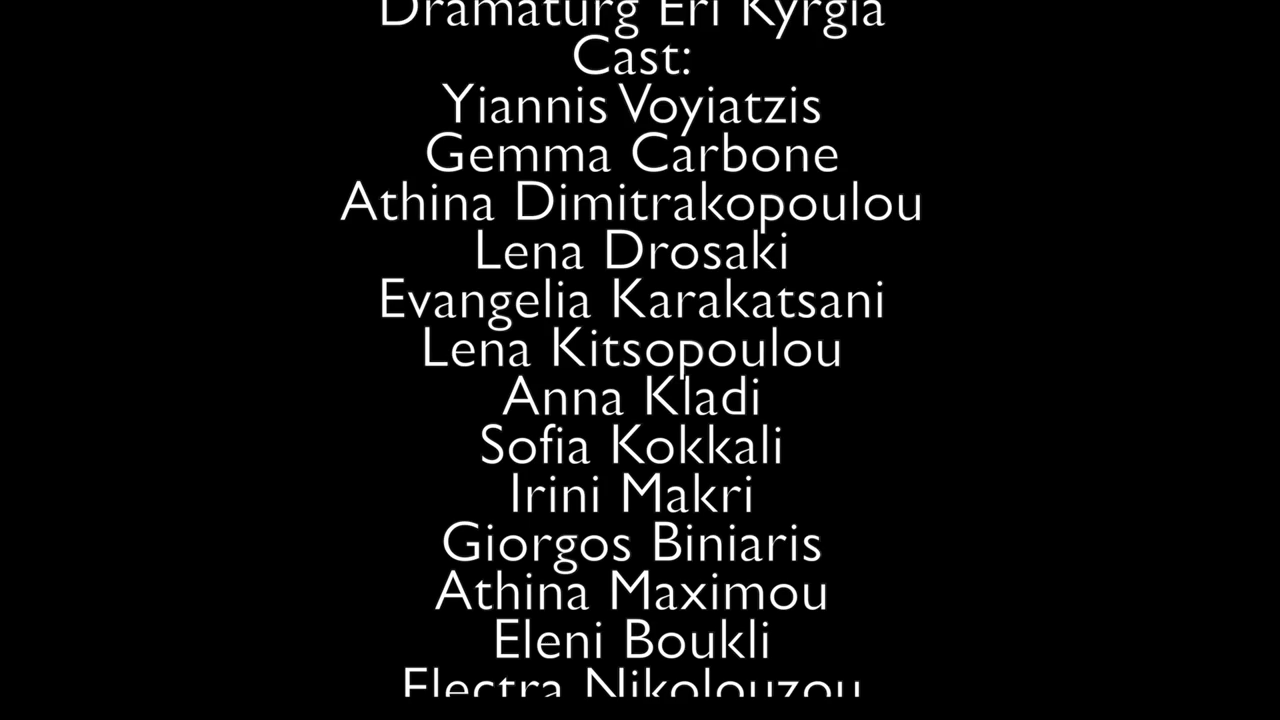 Dramaturg Eri Kyrgia
Cast:
Yiannis Voyiatzis
Gemma Carbone
Athina Dimitrakopoulou
Lena Drosaki
Evangelia Karakatsani
Lena Kitsopoulou
Anna Kladi
Sofia Kokkali
Irini Makri
Giorgos Biniaris
Athina Maximou
Eleni Boukli
Electra Nikolouzou